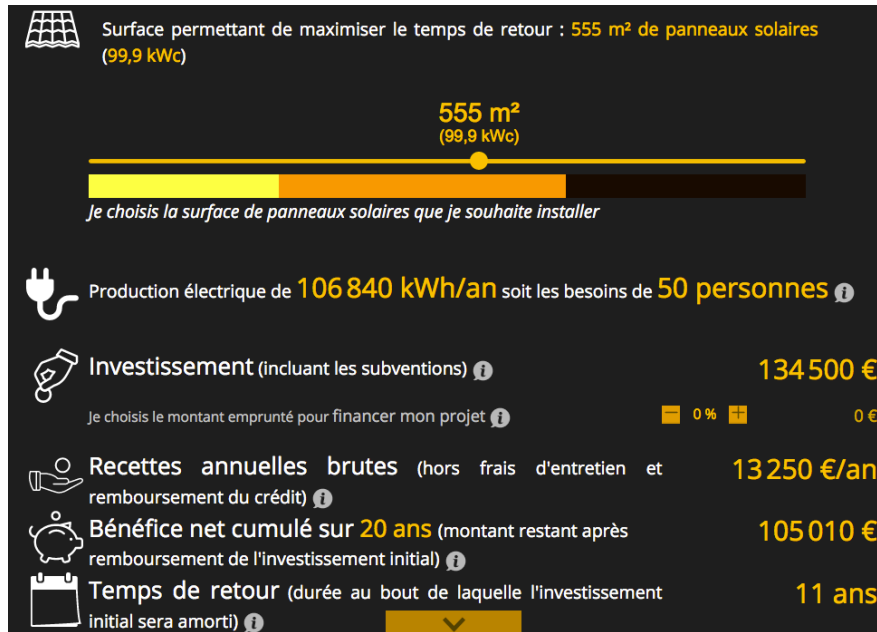 Surface permettant de maximiser le temps de retour : 555 m² de panneaux solaires
(99,9 kWc)
555 m²
(99,9 kWc)
Je choisis la surface de panneaux solaires que je souhaite installer
Production électrique de 106 840 kWh/an soit les besoins de 50 personnes i
Investissement (incluant les subventions) i 134 500 €
Je choisis le montant emprunté pour financer mon projet i − 0 % + 0 €
Recettes annuelles brutes (hors frais d'entretien et 13 250 €/an
remboursement du crédit) i
Bénéfice net cumulé sur 20 ans (montant restant après 105 010 €
remboursement de l'investissement initial) i
Temps de retour (durée au bout de laquelle l'investissement 11 ans
initial sera amorti) i